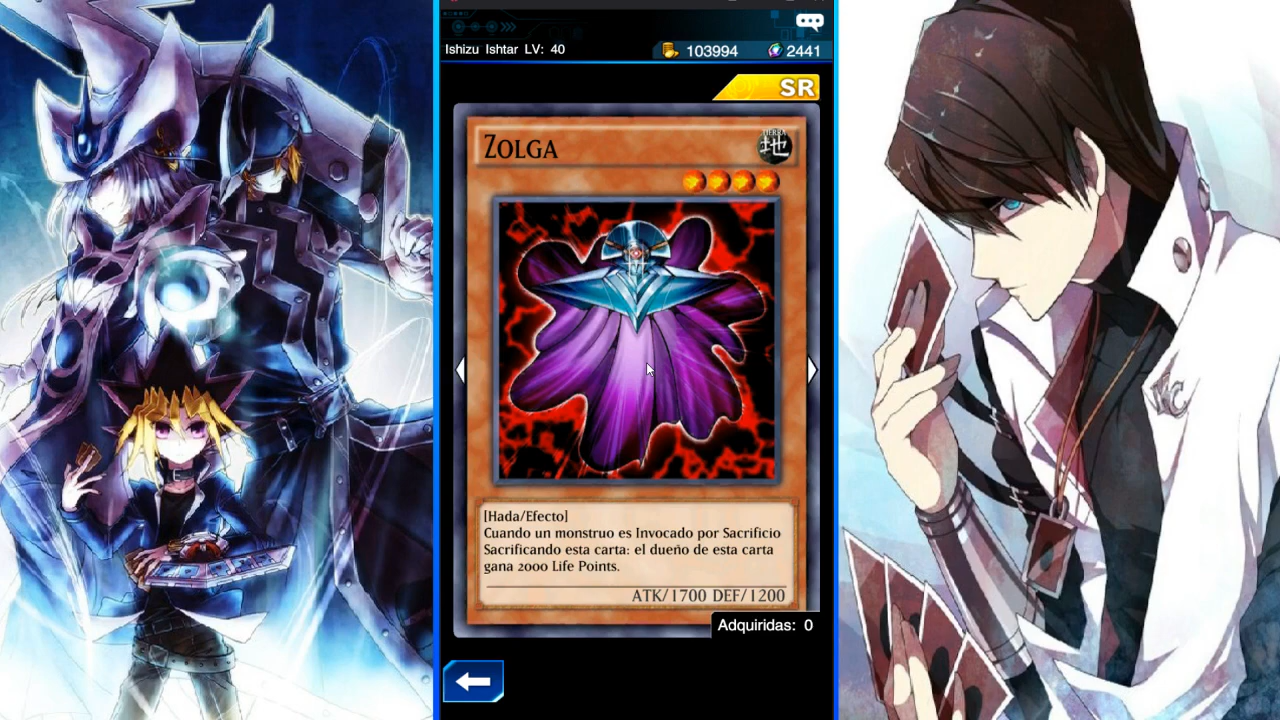 Ishizu Ishtar LV: 40
103994
2441
SR
Zolga
TIERRA
地
[Hada/Efecto]
Cuando un monstruo es Invocado por Sacrificio
Sacrificando esta carta: el dueño de esta carta
gana 2000 Life Points.
ATK/1700 DEF/1200
Adquiridas: 0